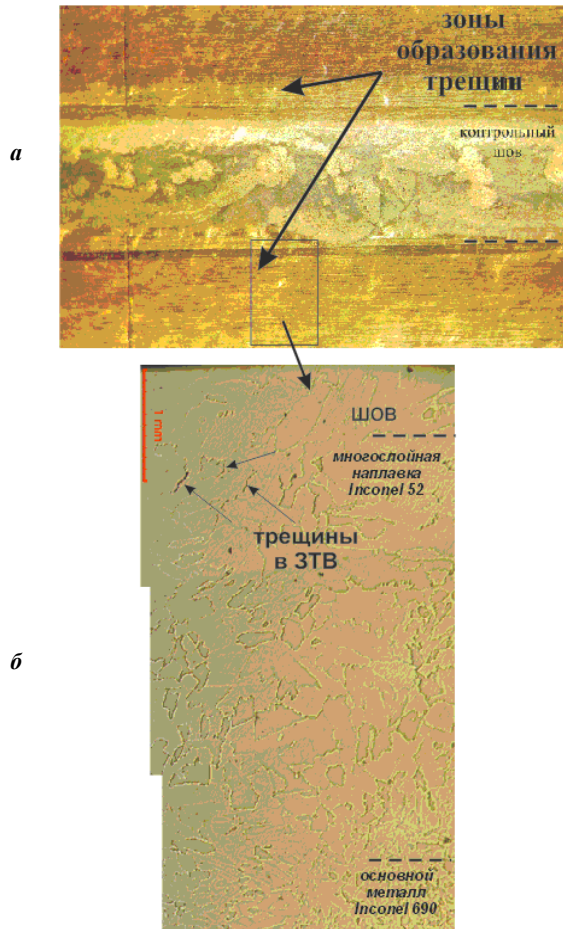 зоны
образования
трещин
а
контрольный
шов
1 mm
шов
многослойная
наплавка
Inconel 52
трещины
в ЗТВ
б
основной
металл
Inconel 690